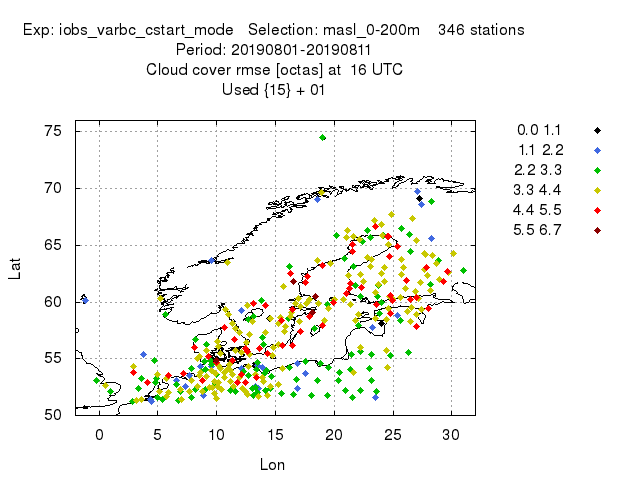 Exp: iobs_varbc_cstart_mode Selection: masl_0-200m 346 stations
Period: 20190801-20190811
Cloud cover rmse [octas] at 16 UTC
Used {15} + 01
0.0 1.1
1.1 2.2
2.2 3.3
3.3 4.4
4.4 5.5
5.5 6.7
75
70
65
60
55
50
Lat
0 5 10 15 20 25 30
Lon